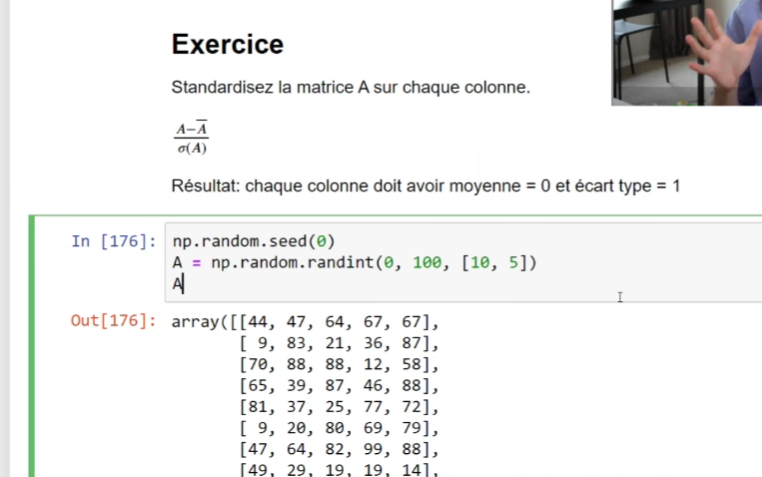 Exercice
Standardisez la matrice A sur chaque colonne.
A−A̅
σ(A)
Résultat: chaque colonne doit avoir moyenne = 0 et écart type = 1
In [176]: np.random.seed(0)
A = np.random.randint(0, 100, [10, 5])
A
Out[176]: array([[44, 47, 64, 67, 67],
[ 9, 83, 21, 36, 87],
[70, 88, 88, 12, 58],
[65, 39, 87, 46, 88],
[81, 37, 25, 77, 72],
[ 9, 20, 80, 69, 79],
[47, 64, 82, 99, 88],
[49, 29, 19, 19, 14],